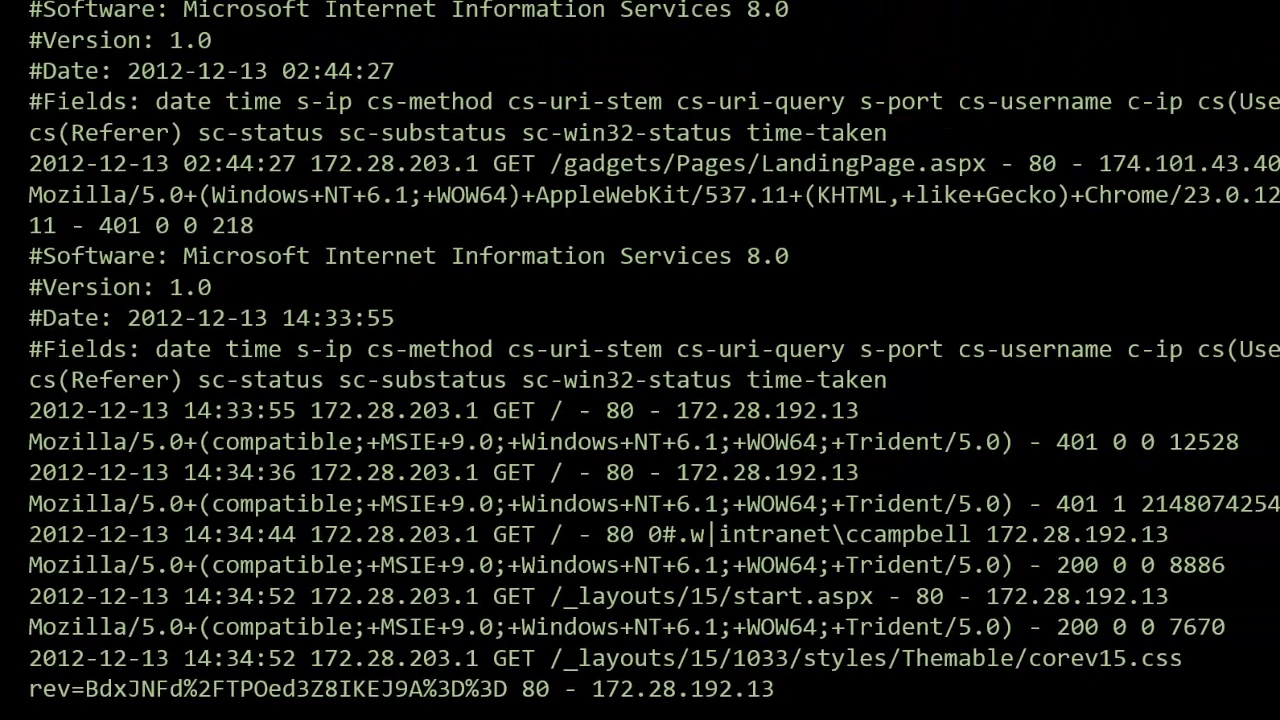 #Software: Microsoft Internet Information Services 8.0
#Version: 1.0
#Date: 2012-12-13 02:44:27
#Fields: date time s-ip cs-method cs-uri-stem cs-uri-query s-port cs-username c-ip cs(Use
cs(Referer) sc-status sc-substatus sc-win32-status time-taken
2012-12-13 02:44:27 172.28.203.1 GET /gadgets/Pages/LandingPage.aspx - 80 - 174.101.43.40
Mozilla/5.0+(Windows+NT+6.1;+WOW64)+AppleWebKit/537.11+(KHTML,+like+Gecko)+Chrome/23.0.12
11 - 401 0 0 218
#Software: Microsoft Internet Information Services 8.0
#Version: 1.0
#Date: 2012-12-13 14:33:55
#Fields: date time s-ip cs-method cs-uri-stem cs-uri-query s-port cs-username c-ip cs(Use
cs(Referer) sc-status sc-substatus sc-win32-status time-taken
2012-12-13 14:33:55 172.28.203.1 GET / - 80 - 172.28.192.13
Mozilla/5.0+(compatible;+MSIE+9.0;+Windows+NT+6.1;+WOW64;+Trident/5.0) - 401 0 0 12528
2012-12-13 14:34:36 172.28.203.1 GET / - 80 - 172.28.192.13
Mozilla/5.0+(compatible;+MSIE+9.0;+Windows+NT+6.1;+WOW64;+Trident/5.0) - 401 1 2148074254
2012-12-13 14:34:44 172.28.203.1 GET / - 80 0#.w|intranet\ccampbell 172.28.192.13
Mozilla/5.0+(compatible;+MSIE+9.0;+Windows+NT+6.1;+WOW64;+Trident/5.0) - 200 0 0 8886
2012-12-13 14:34:52 172.28.203.1 GET /_layouts/15/start.aspx - 80 - 172.28.192.13
Mozilla/5.0+(compatible;+MSIE+9.0;+Windows+NT+6.1;+WOW64;+Trident/5.0) - 200 0 0 7670
2012-12-13 14:34:52 172.28.203.1 GET /_layouts/15/1033/styles/Themable/corev15.css
rev=BdxJNFd%2FTPOed3Z8IKEJ9A%3D%3D 80 - 172.28.192.13